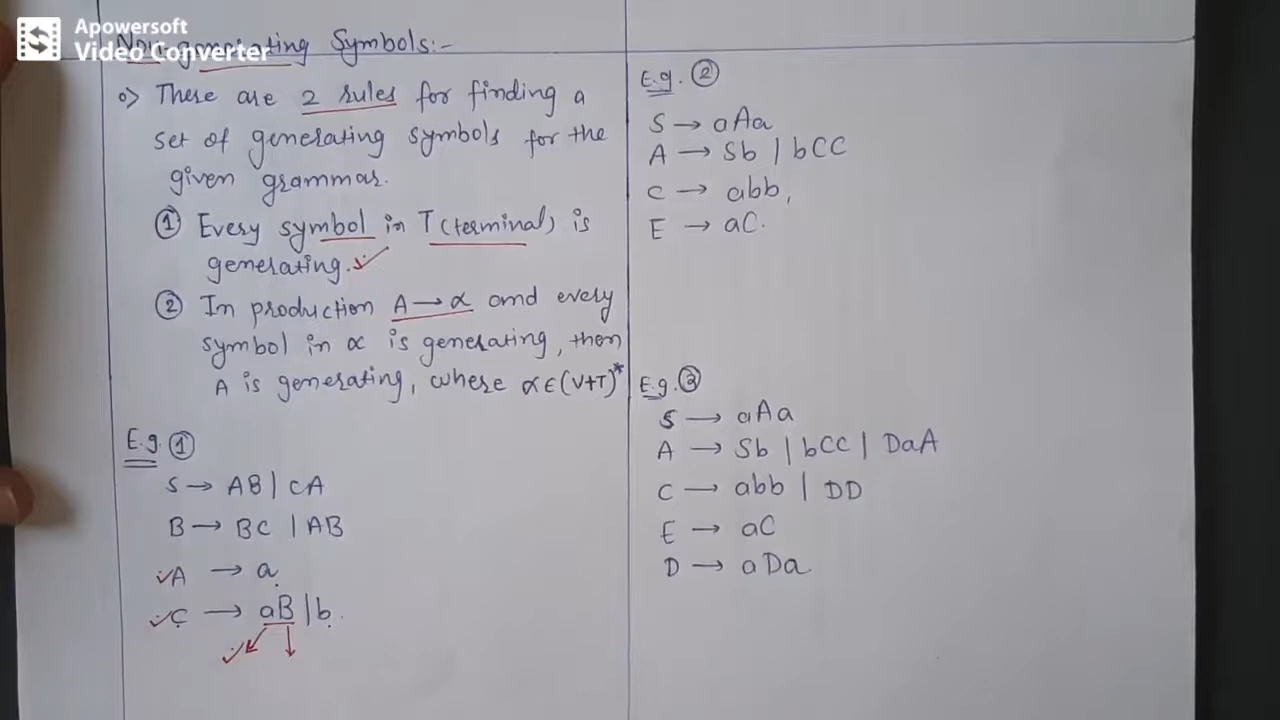 Apowersoft
Video Converter
Non-generating Symbols:-
o> There are 2 rules for finding a
set of generating symbols for the
given grammar.
① Every symbol in T (terminal) is
generating.
② In production A → α and every
symbol in α is generating, then
A is generating, where α ∈ (V+T)*
E.g. ①
S → AB | CA
B → BC | AB
A → a
C → aB | b.
E.g. ②
S → aAa
A → Sb | bCC
C → abb,
E → aC.
E.g. ③
S → aAa
A → Sb | bCC | DaA
C → abb | DD
E → aC
D → aDa